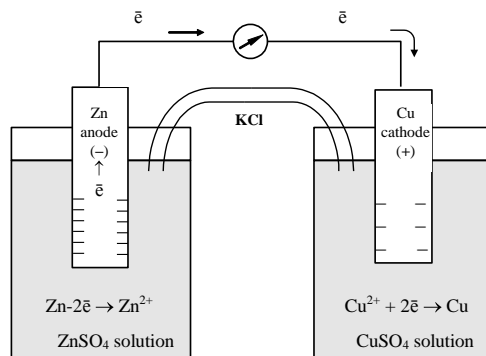 ē
ē
Zn
anode
(–)
↑
ē
KCl
Cu
cathode
(+)
Zn-2ē → Zn²⁺
ZnSO₄ solution
Cu²⁺ + 2ē → Cu
CuSO₄ solution